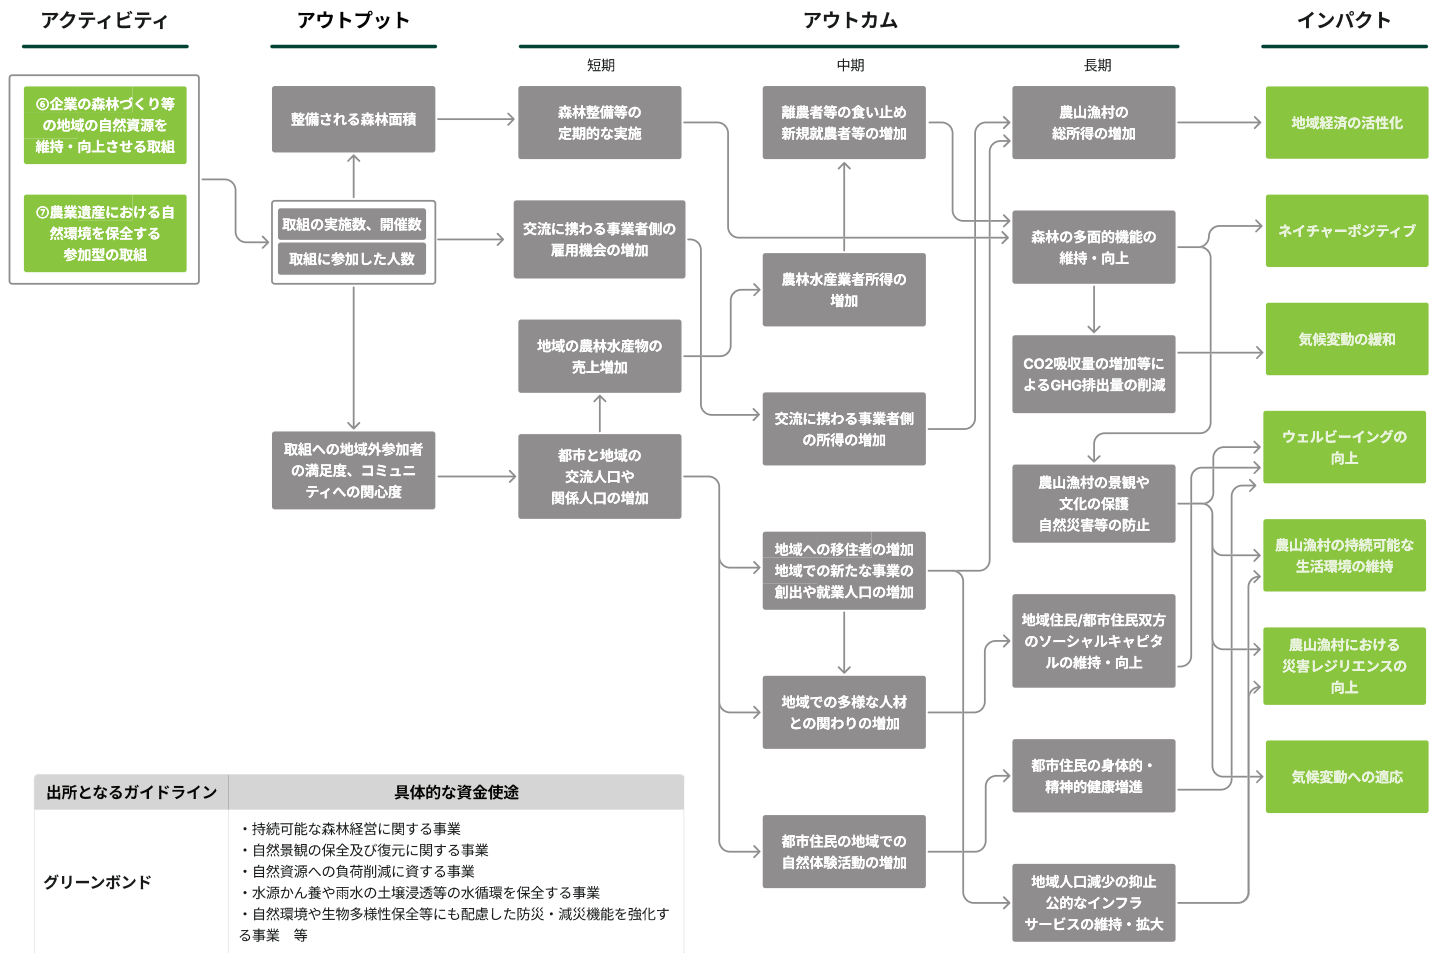 アクティビティ
アウトプット
アウトカム
インパクト
短期
中期
長期
⑥企業の森林づくり等
の地域の自然資源を
維持・向上させる取組
⑦農業遺産における自
然環境を保全する
参加型の取組
整備される森林面積
取組の実施数、開催数
取組に参加した人数
取組への地域外参加者
の満足度、コミュニ
ティへの関心度
森林整備等の
定期的な実施
交流に携わる事業者側の
雇用機会の増加
地域の農林水産物の
売上増加
都市と地域の
交流人口や
関係人口の増加
離農者等の食い止め
新規就農者等の増加
農林水産業者所得の
増加
交流に携わる事業者側
の所得の増加
地域への移住者の増加
地域での新たな事業の
創出や就業人口の増加
地域での多様な人材
との関わりの増加
都市住民の地域での
自然体験活動の増加
農山漁村の
総所得の増加
森林の多面的機能の
維持・向上
CO2吸収量の増加等に
よるGHG排出量の削減
農山漁村の景観や
文化の保護
自然災害等の防止
地域住民/都市住民双方
のソーシャルキャピタ
ルの維持・向上
都市住民の身体的・
精神的健康増進
地域人口減少の抑止
公的なインフラ
サービスの維持・拡大
地域経済の活性化
ネイチャーポジティブ
気候変動の緩和
ウェルビーイングの
向上
農山漁村の持続可能な
生活環境の維持
農山漁村における
災害レジリエンスの
向上
気候変動への適応
出所となるガイドライン
具体的な資金使途
グリーンボンド
・持続可能な森林経営に関する事業
・自然景観の保全及び復元に関する事業
・自然資源への負荷削減に資する事業
・水源かん養や雨水の土壌浸透等の水循環を保全する事業
・自然環境や生物多様性保全等にも配慮した防災・減災機能を強化す
る事業　等